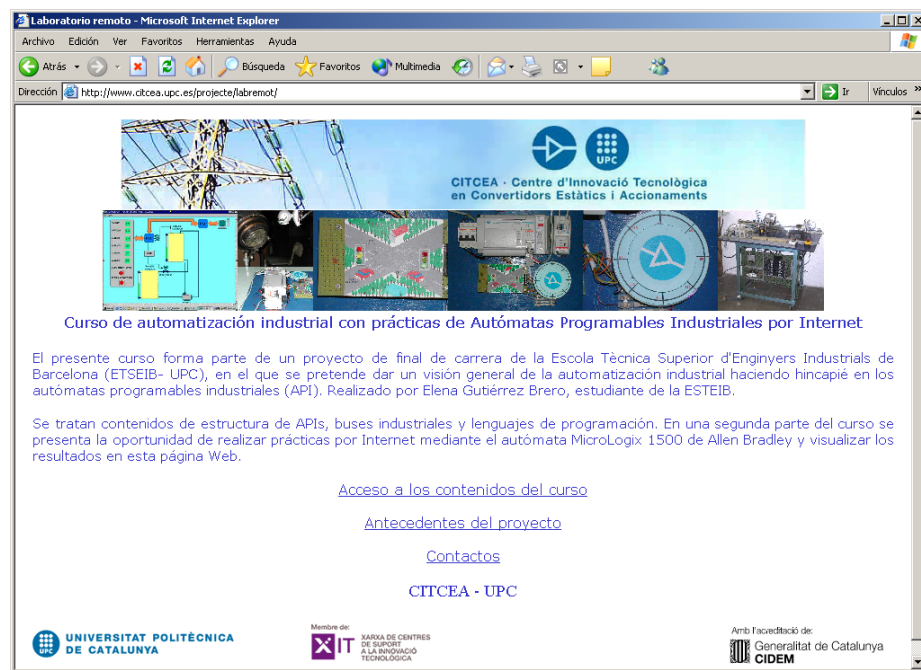 Laboratorio remoto - Microsoft Internet Explorer
Archivo Edición Ver Favoritos Herramientas Ayuda
Atrás Búsqueda Favoritos Multimedia
Dirección http://www.citcea.upc.es/projecte/labremot/ Ir Vínculos »
UPC
CITCEA · Centre d'Innovació Tecnològica
en Convertidors Estàtics i Accionaments
Curso de automatización industrial con prácticas de Autómatas Programables Industriales por Internet
El presente curso forma parte de un proyecto de final de carrera de la Escola Tècnica Superior d'Enginyers Industrials de
Barcelona (ETSEIB- UPC), en el que se pretende dar un visión general de la automatización industrial haciendo hincapié en los
autómatas programables industriales (API). Realizado por Elena Gutiérrez Brero, estudiante de la ESTEIB.
Se tratan contenidos de estructura de APIs, buses industriales y lenguajes de programación. En una segunda parte del curso se
presenta la oportunidad de realizar prácticas por Internet mediante el autómata MicroLogix 1500 de Allen Bradley y visualizar los
resultados en esta página Web.
Acceso a los contenidos del curso
Antecedentes del proyecto
Contactos
CITCEA - UPC
UPC
UNIVERSITAT POLITÈCNICA
DE CATALUNYA
Membre de:
XIT
XARXA DE CENTRES
DE SUPORT
A LA INNOVACIÓ
TECNOLÒGICA
Amb l'acreditació de:
Generalitat de Catalunya
CIDEM